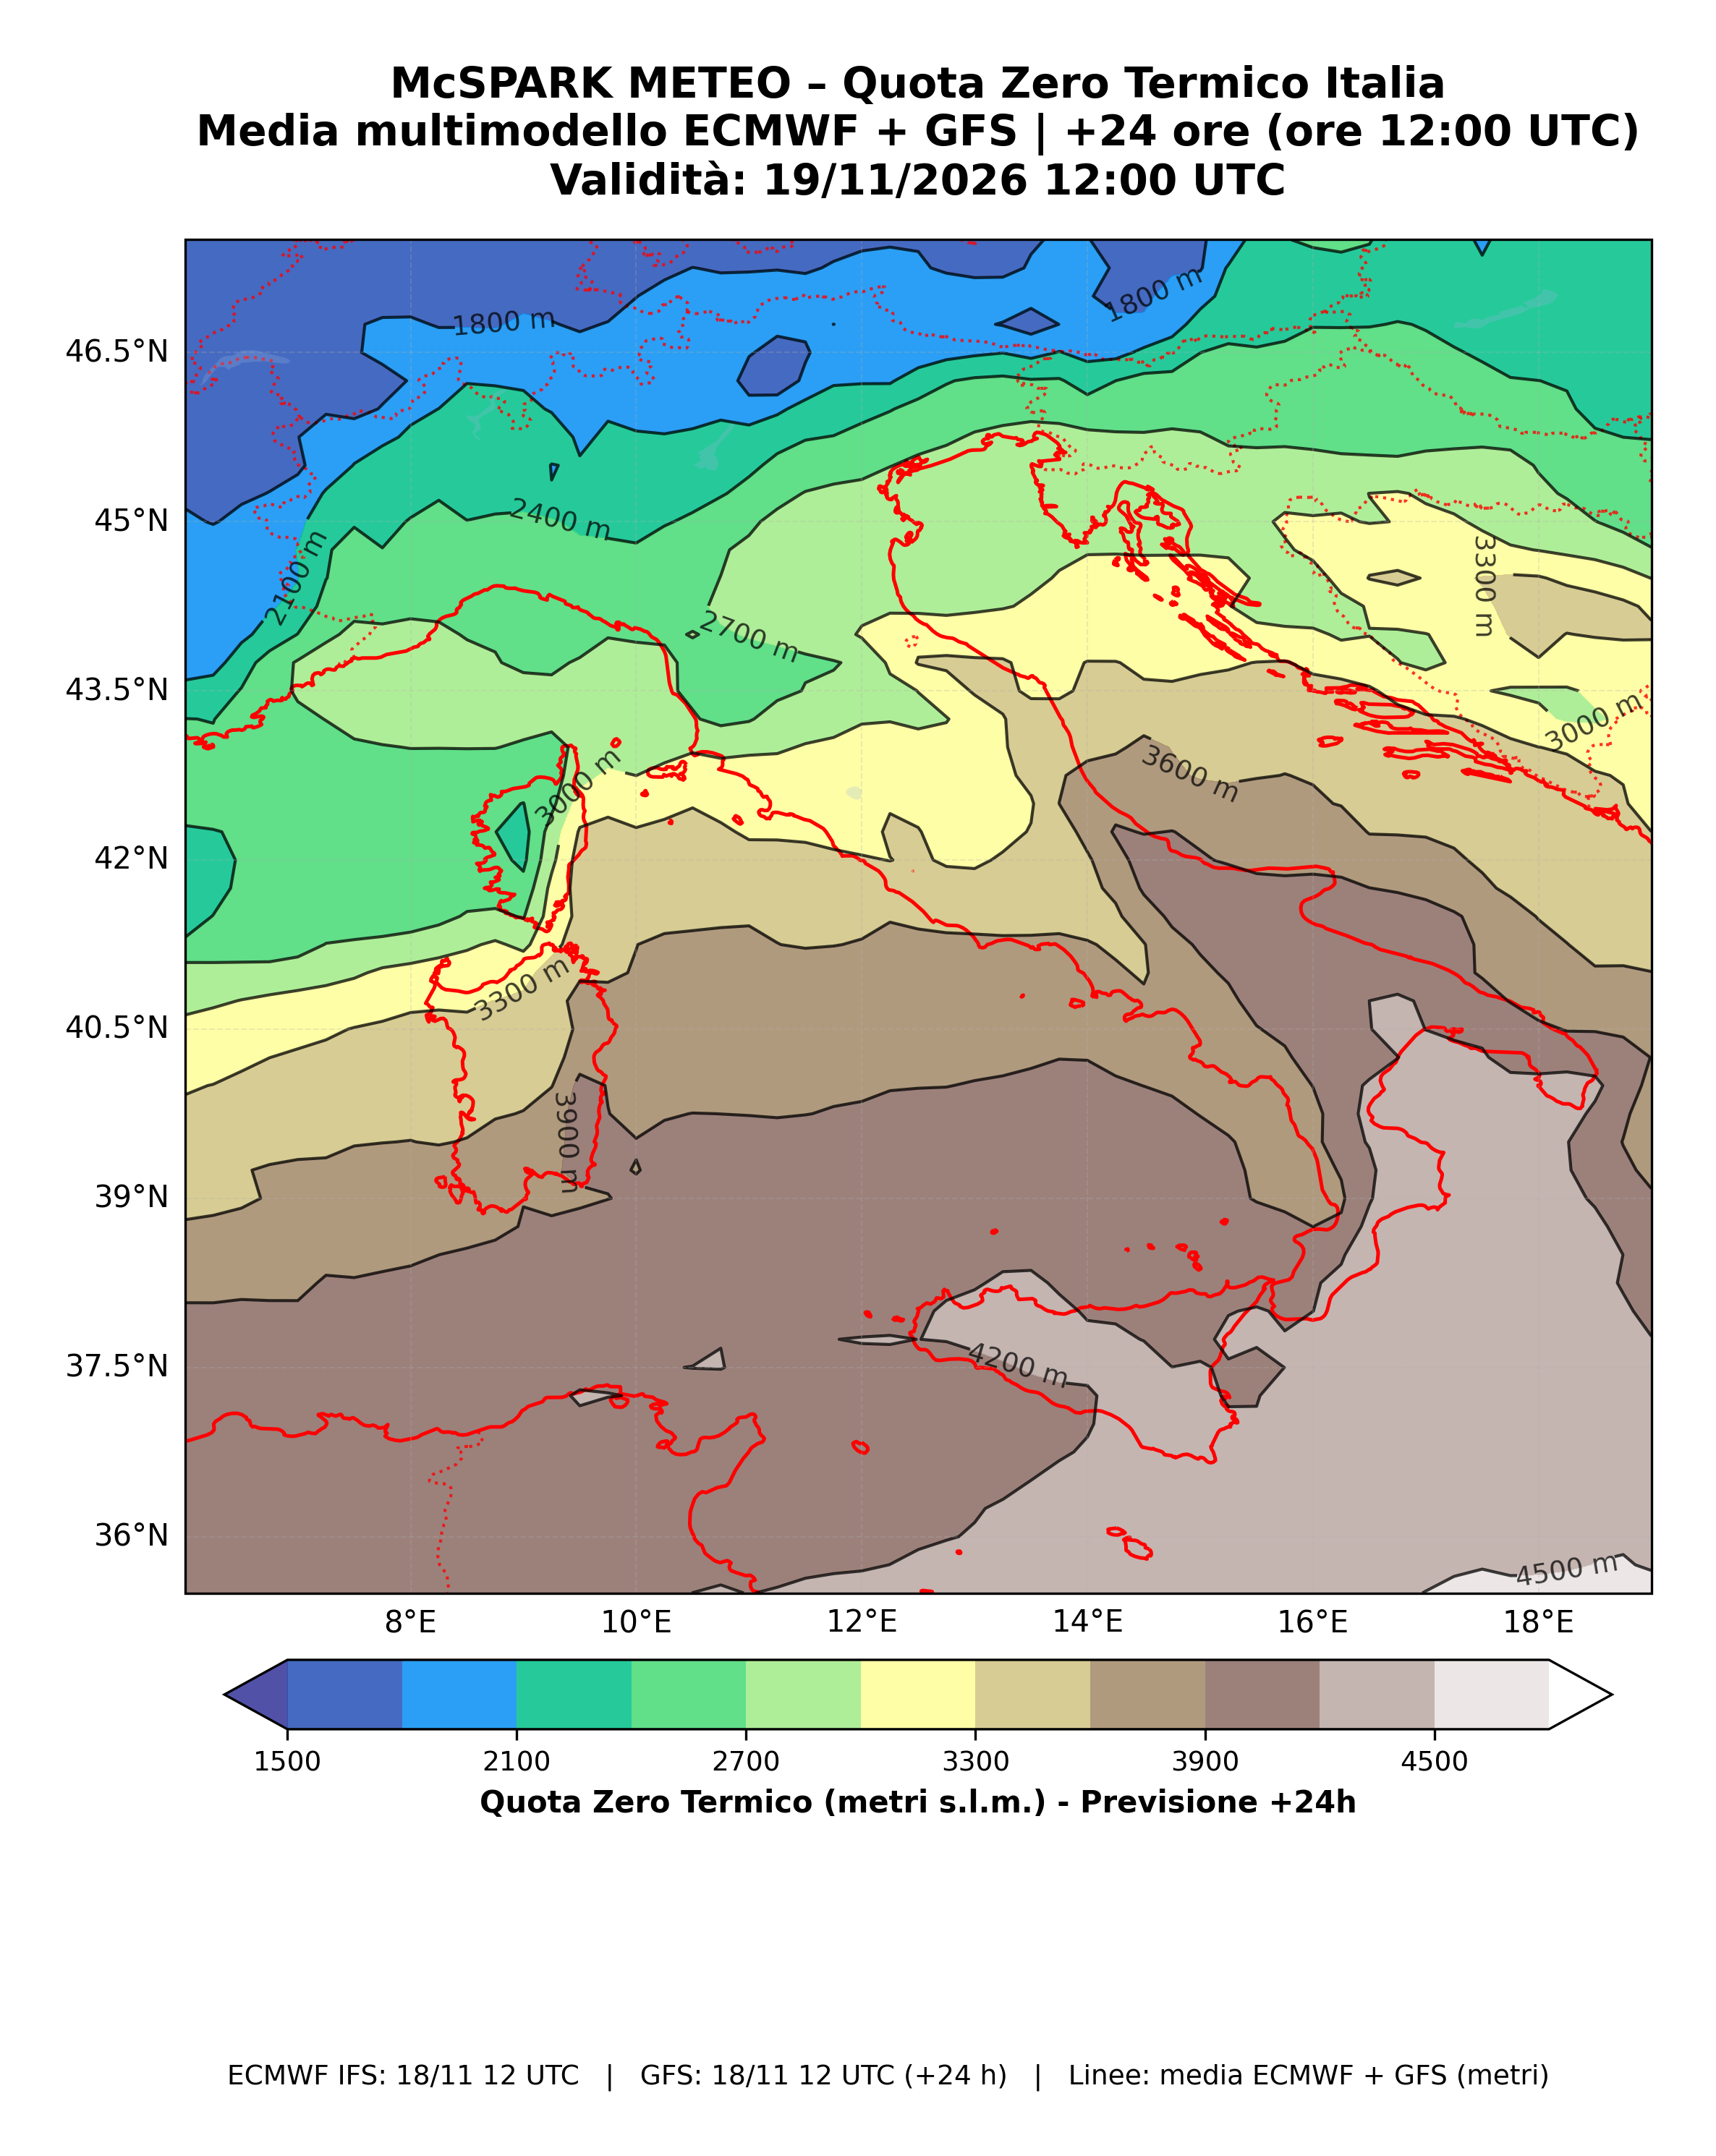 McSPARK METEO – Quota Zero Termico Italia
Media multimodello ECMWF + GFS | +24 ore (ore 12:00 UTC)
Validità: 19/11/2026 12:00 UTC
1800 m
1800 m
46.5°N
2400 m
45°N
2100 m
3300 m
2700 m
43.5°N
3000 m
3600 m
3000 m
42°N
3300 m
40.5°N
3900 m
39°N
4200 m
37.5°N
36°N
4500 m
8°E 10°E 12°E 14°E 16°E 18°E
1500 2100 2700 3300 3900 4500
Quota Zero Termico (metri s.l.m.) - Previsione +24h
ECMWF IFS: 18/11 12 UTC | GFS: 18/11 12 UTC (+24 h) | Linee: media ECMWF + GFS (metri)